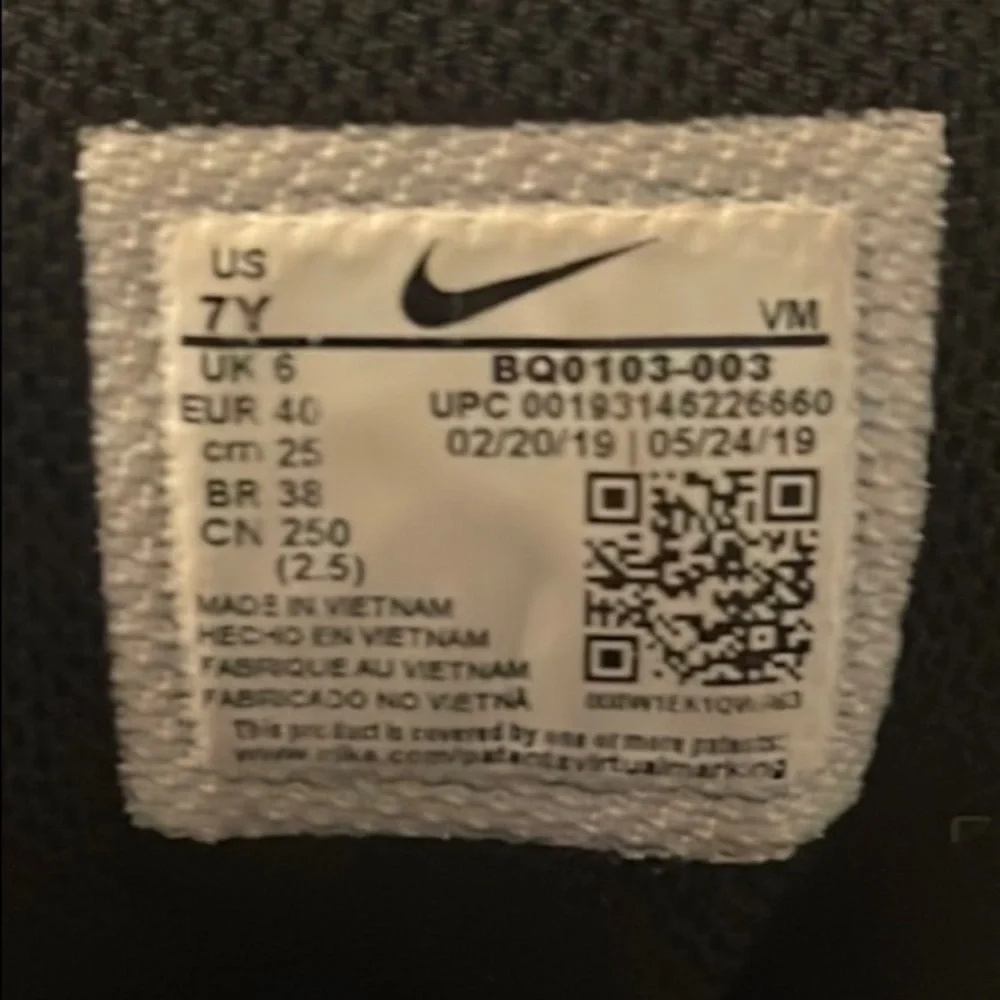 US
7Y
VM
UK 6
BQ0103-003
EUR 40
UPC 00193146226660
cm 25
02/20/19 | 05/24/19
BR 38
CN 250
(2.5)
MADE IN VIETNAM
HECHO EN VIETNAM
FABRIQUE AU VIETNAM
FABRICADO NO VIETNÃ
This product is covered by one or more patents:
www.nike.com/patentsvirtualmarking